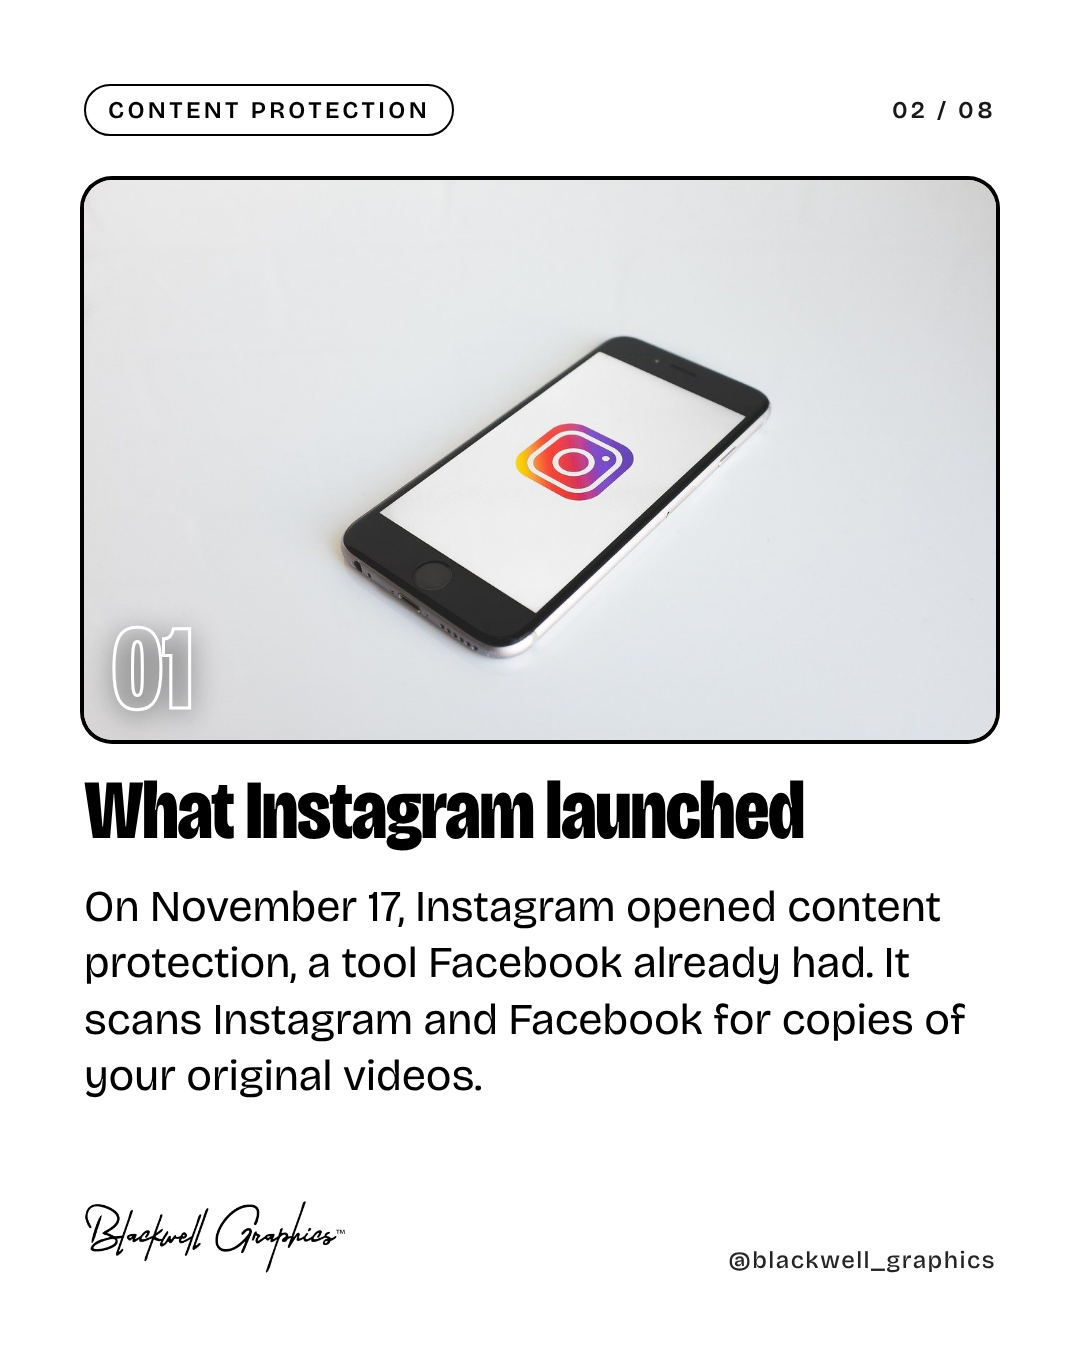 CONTENT PROTECTION
02 / 08
01
What Instagram launched
On November 17, Instagram opened content
protection, a tool Facebook already had. It
scans Instagram and Facebook for copies of
your original videos.
Blackwell Graphics™
@blackwell_graphics